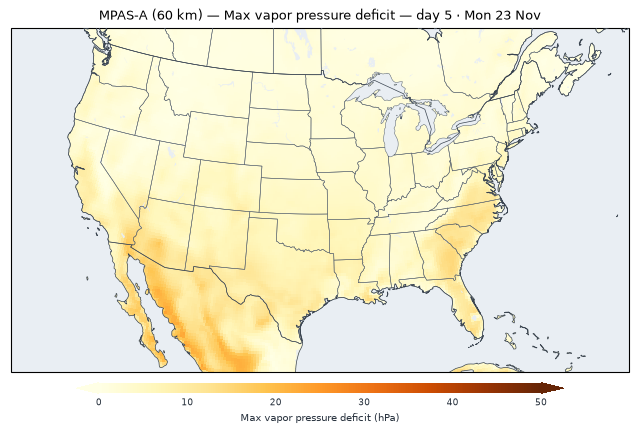 MPAS-A (60 km) — Max vapor pressure deficit — day 5 · Mon 23 Nov
0 10 20 30 40 50
Max vapor pressure deficit (hPa)